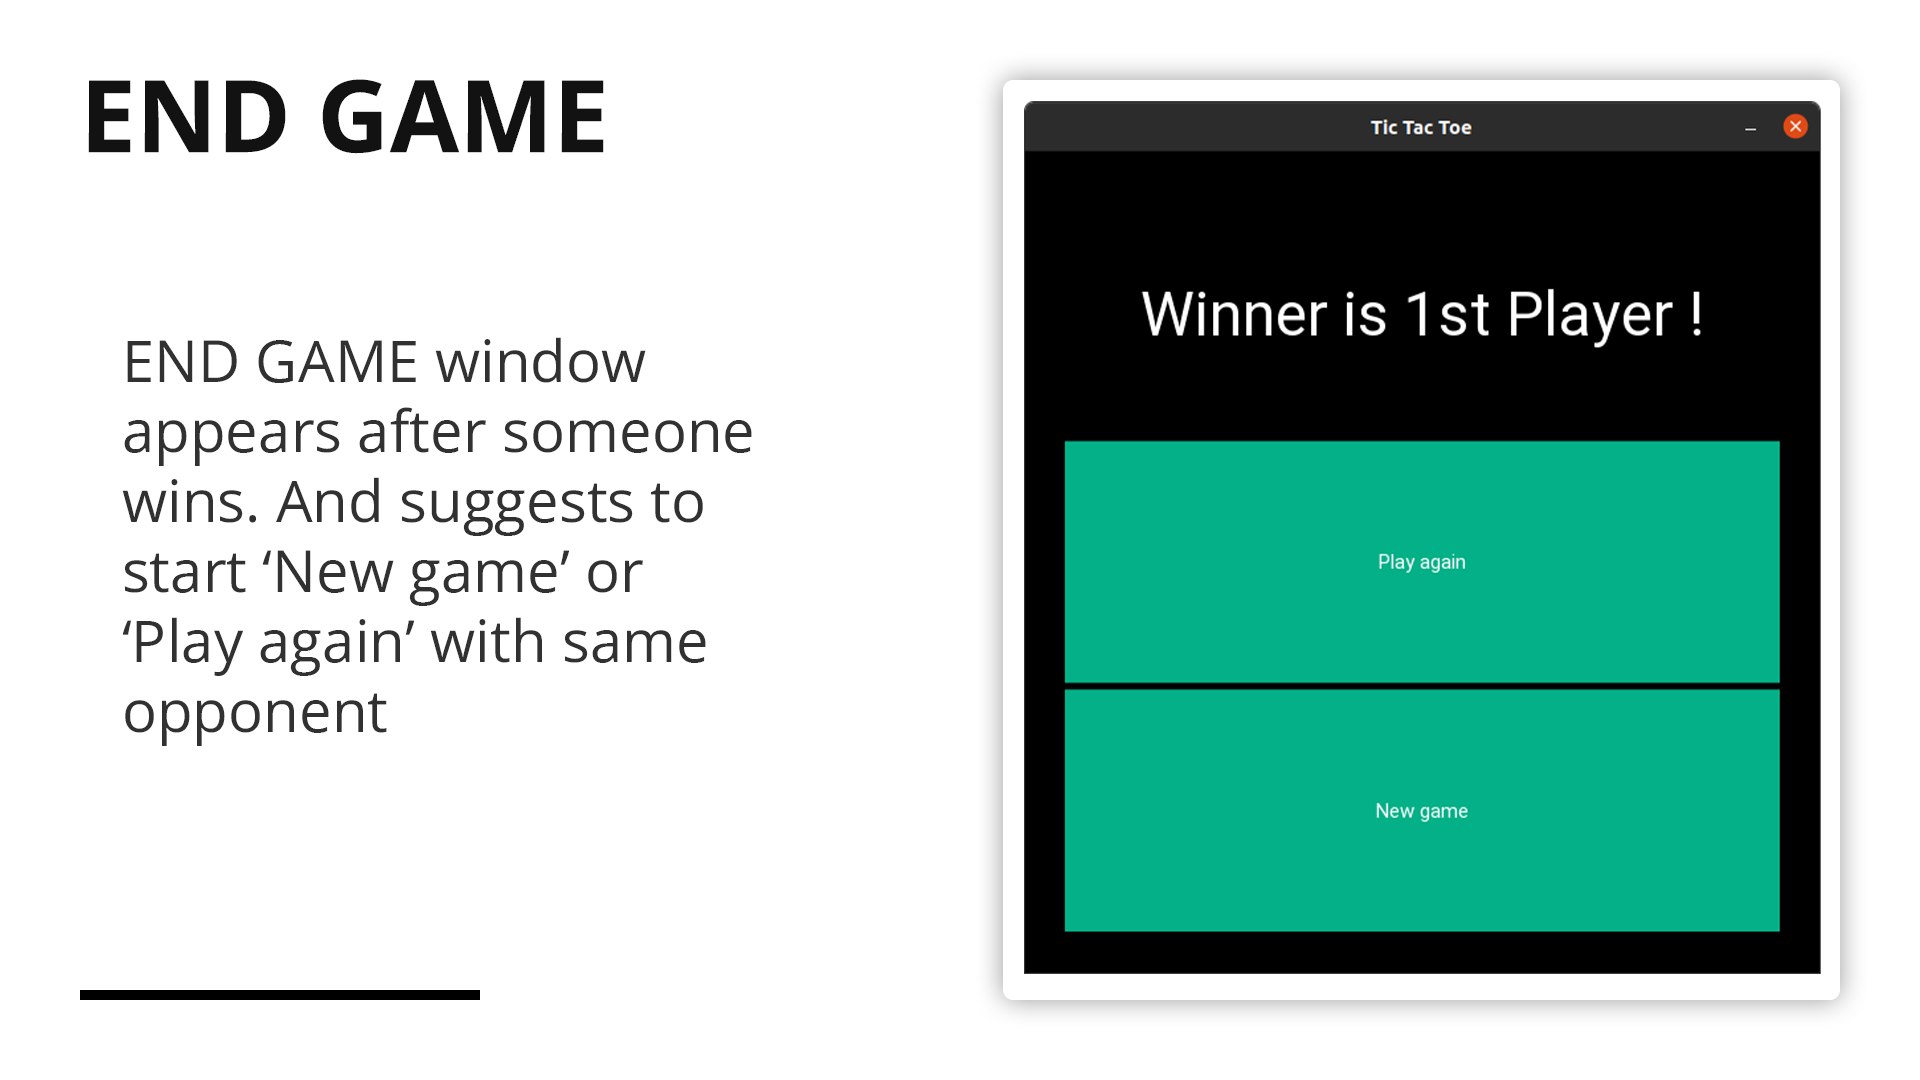 END GAME
END GAME window
appears after someone
wins. And suggests to
start ‘New game’ or
‘Play again’ with same
opponent
Tic Tac Toe
Winner is 1st Player !
Play again
New game